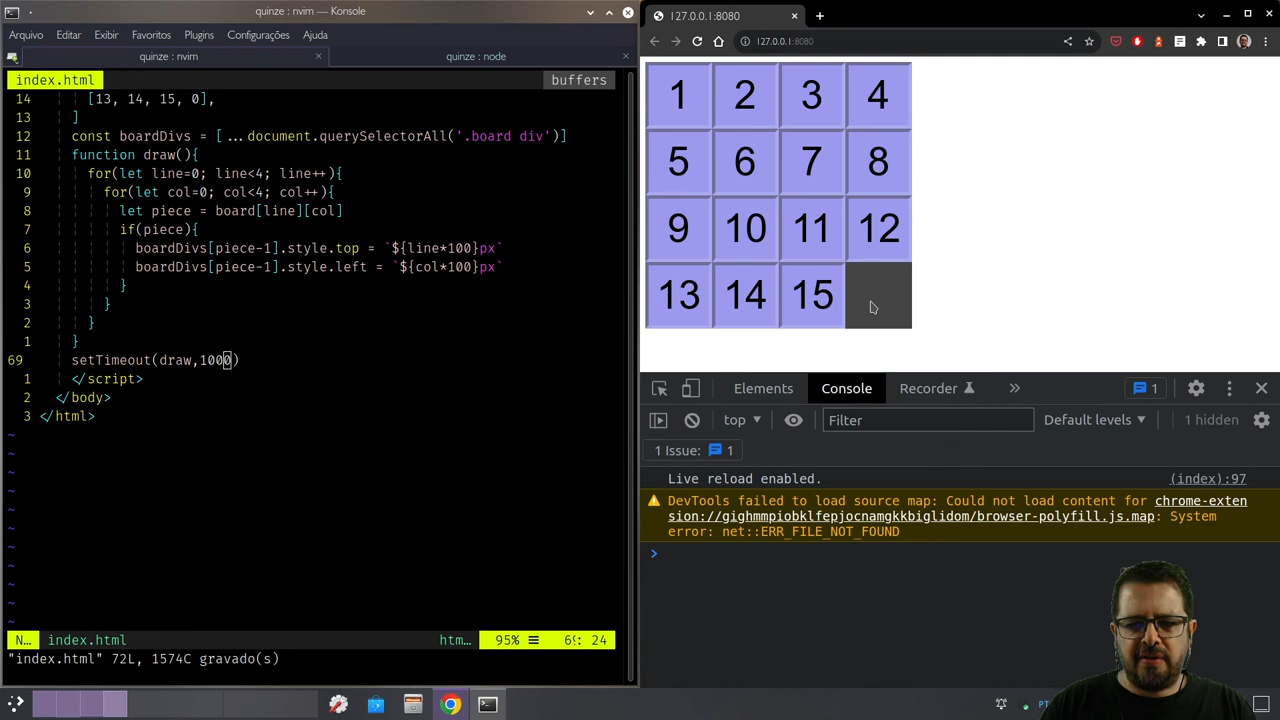 quinze : nvim — Konsole
Arquivo Editar Exibir Favoritos Plugins Configurações Ajuda
quinze : nvim
quinze : node
index.html
buffers
14 [13, 14, 15, 0],
13 ]
12 const boardDivs = [...document.querySelectorAll('.board div')]
11 function draw(){
10 for(let line=0; line<4; line++){
9 for(let col=0; col<4; col++){
8 let piece = board[line][col]
7 if(piece){
6 boardDivs[piece-1].style.top = `${line*100}px`
5 boardDivs[piece-1].style.left = `${col*100}px`
4 }
3 }
2 }
1 }
69 setTimeout(draw,1000)
1 </script>
2 </body>
3 </html>
~
~
~
~
~
~
~
~
~
~
~
N… index.html htm… 95% 69: 24
"index.html" 72L, 1574C gravado(s)
127.0.0.1:8080
127.0.0.1:8080
1 2 3 4
5 6 7 8
9 10 11 12
13 14 15
Elements Console Recorder
1
top Filter Default levels 1 hidden
1 Issue: 1
Live reload enabled. (index):97
DevTools failed to load source map: Could not load content for chrome-exten
sion://gighmmpiobklfepjocnamgkkbiglidom/browser-polyfill.js.map: System
error: net::ERR_FILE_NOT_FOUND
PT